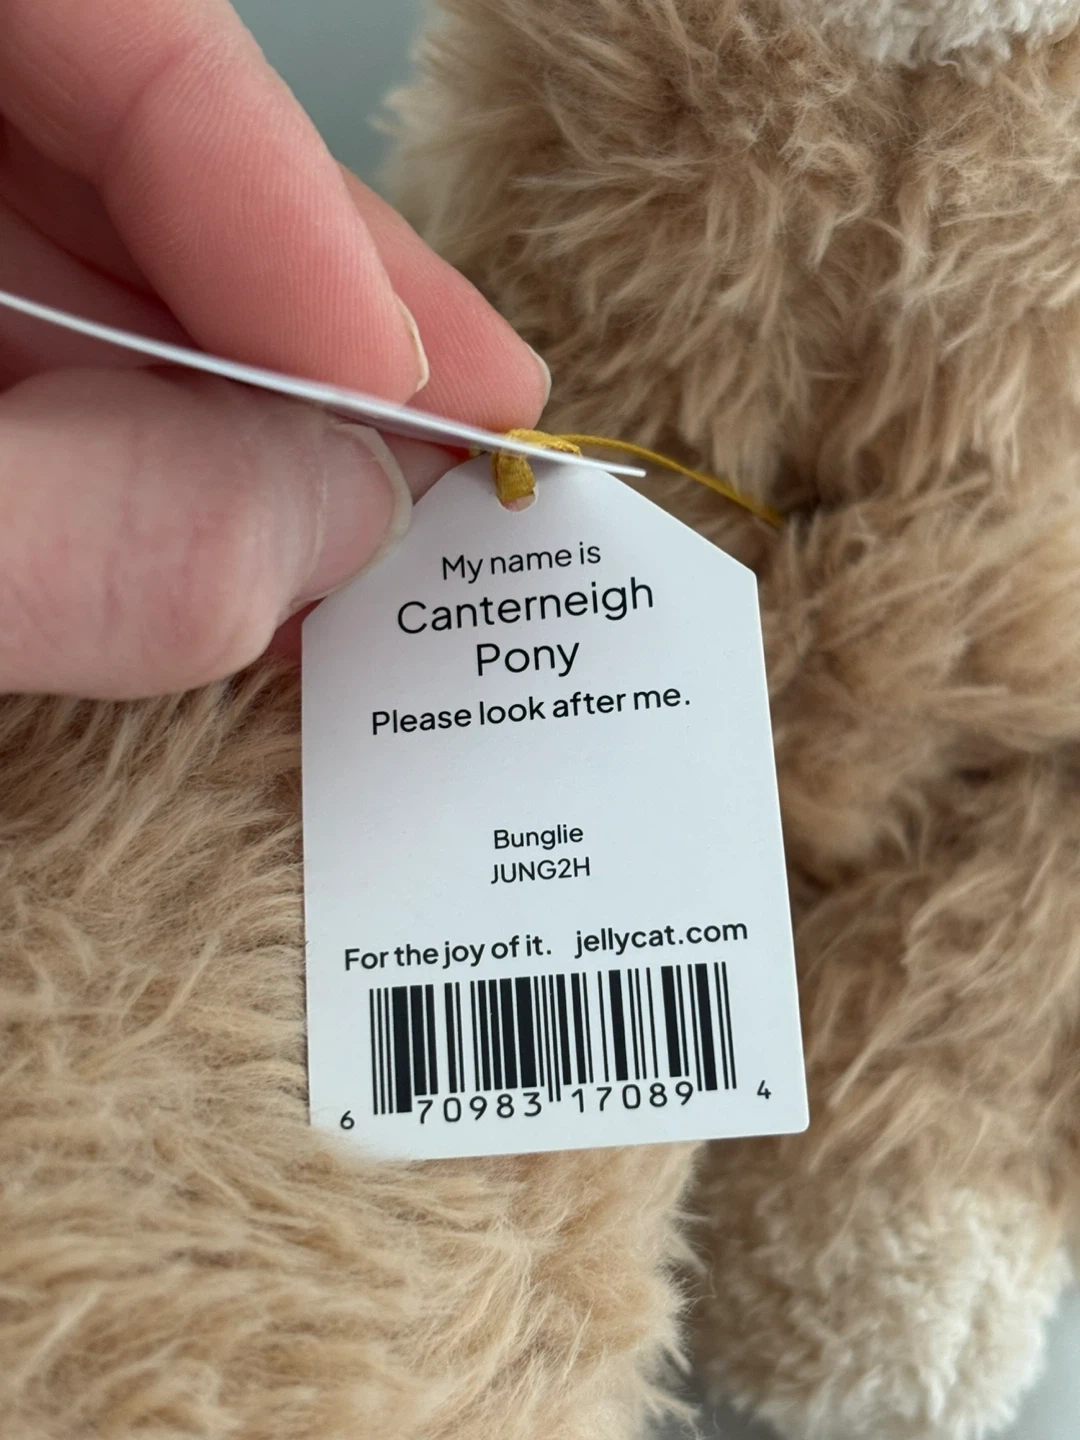 My name is
Canterneigh
Pony
Please look after me.
Bunglie
JUNG2H
For the joy of it. jellycat.com
6 70983 17089 4